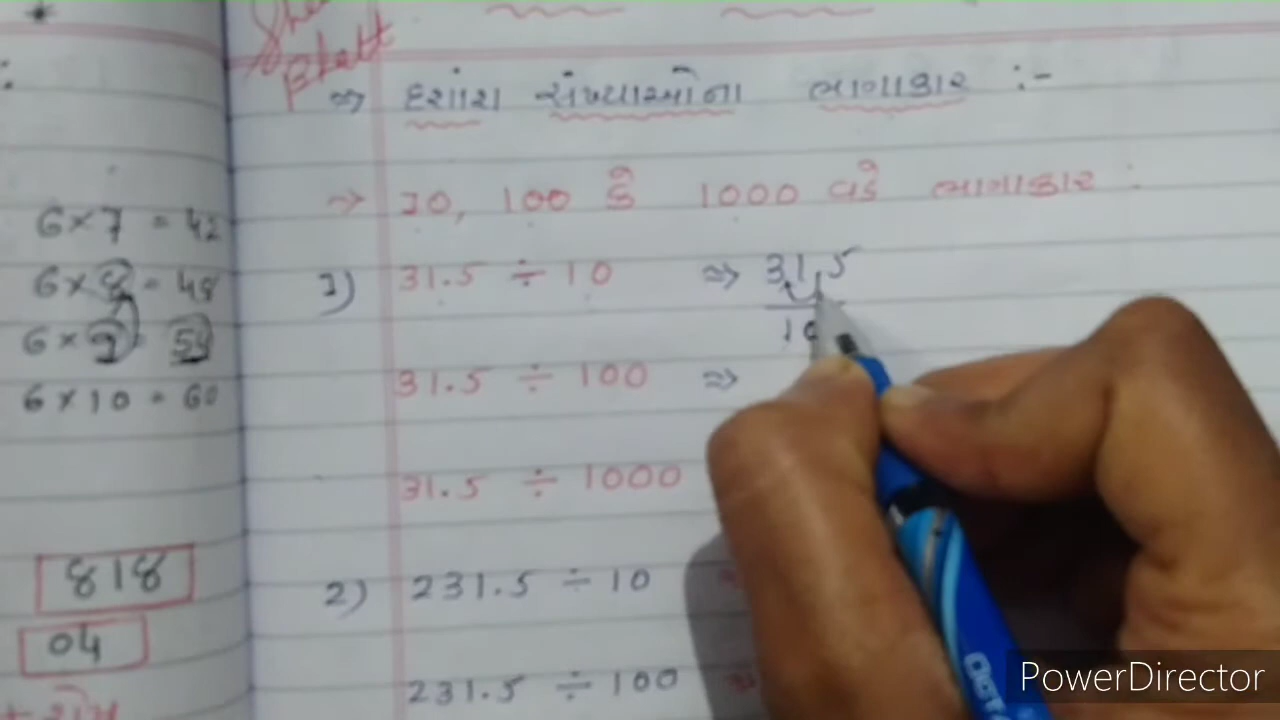 6 × 7 = 42
6 × 8 = 48
6 × 9 = 54
6 × 10 = 60
818
04
Bhatt
⇒ દશાંશ સંખ્યાઓના ભાગાકાર :-
⇒ 10, 100 કે 1000 વડે ભાગાકાર :
1) 31.5 ÷ 10 ⇒ 31.5
10
31.5 ÷ 100 ⇒
31.5 ÷ 1000
2) 231.5 ÷ 10
231.5 ÷ 100
PowerDirector